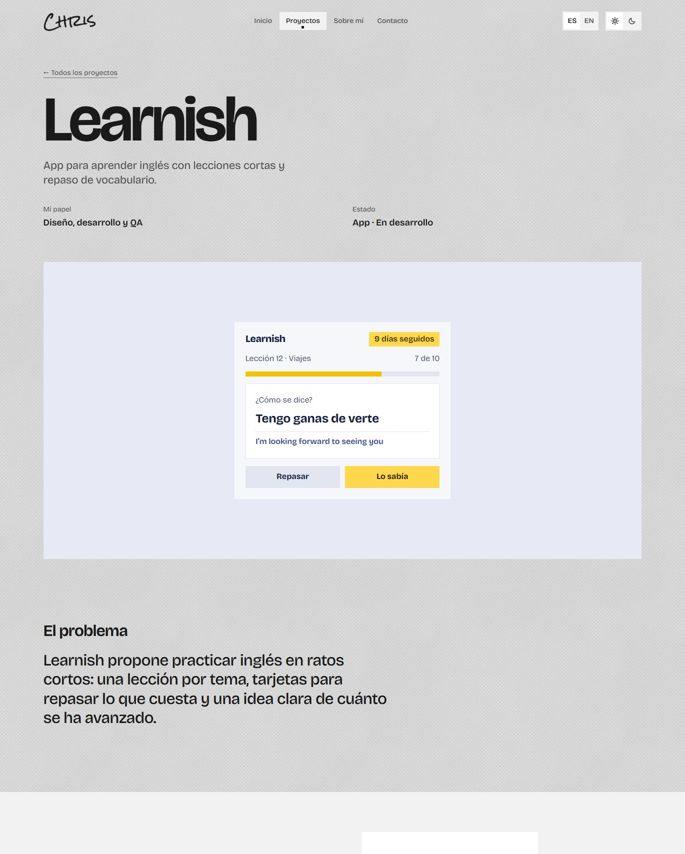 CHRIS
Inicio
Proyectos
Sobre mí
Contacto
ES
EN
← Todos los proyectos
Learnish
App para aprender inglés con lecciones cortas y
repaso de vocabulario.
Mi papel
Diseño, desarrollo y QA
Estado
App · En desarrollo
Learnish
9 días seguidos
Lección 12 · Viajes
7 de 10
¿Cómo se dice?
Tengo ganas de verte
I'm looking forward to seeing you
Repasar
Lo sabía
El problema
Learnish propone practicar inglés en ratos
cortos: una lección por tema, tarjetas para
repasar lo que cuesta y una idea clara de cuánto
se ha avanzado.